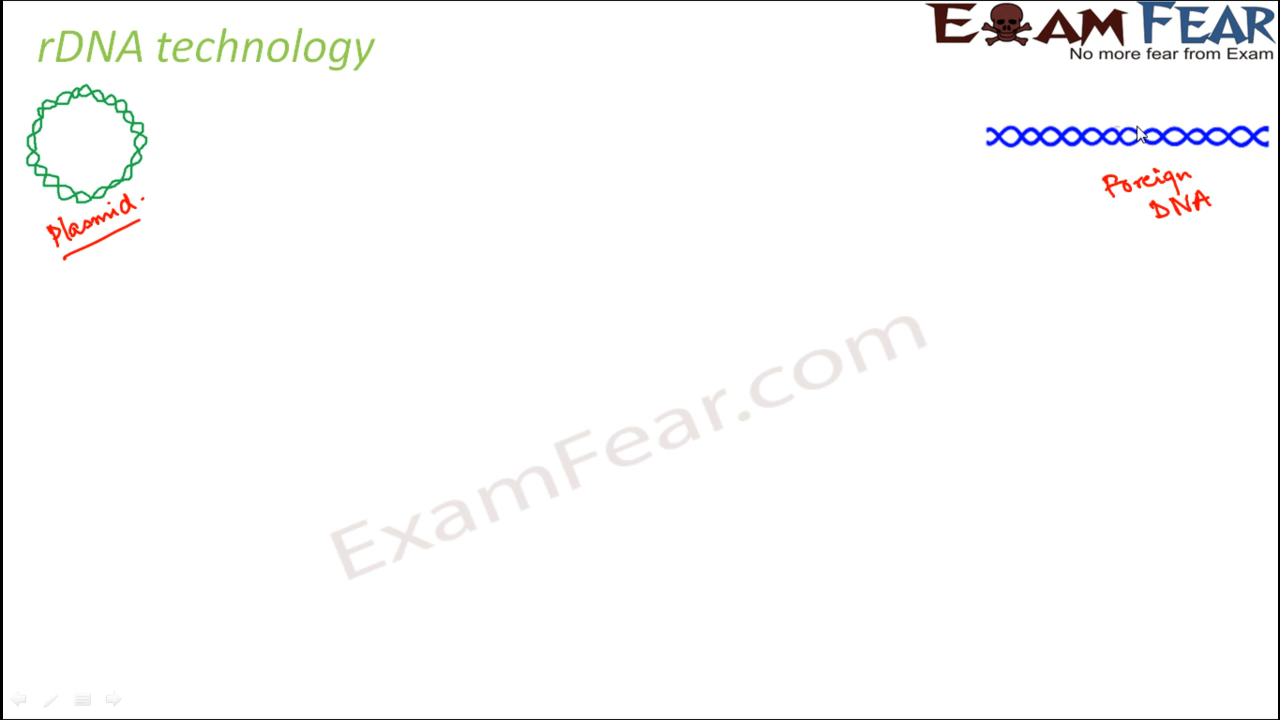 rDNA technology
EXAM FEAR
No more fear from Exam
Plasmid.
Foreign
DNA
ExamFear.com